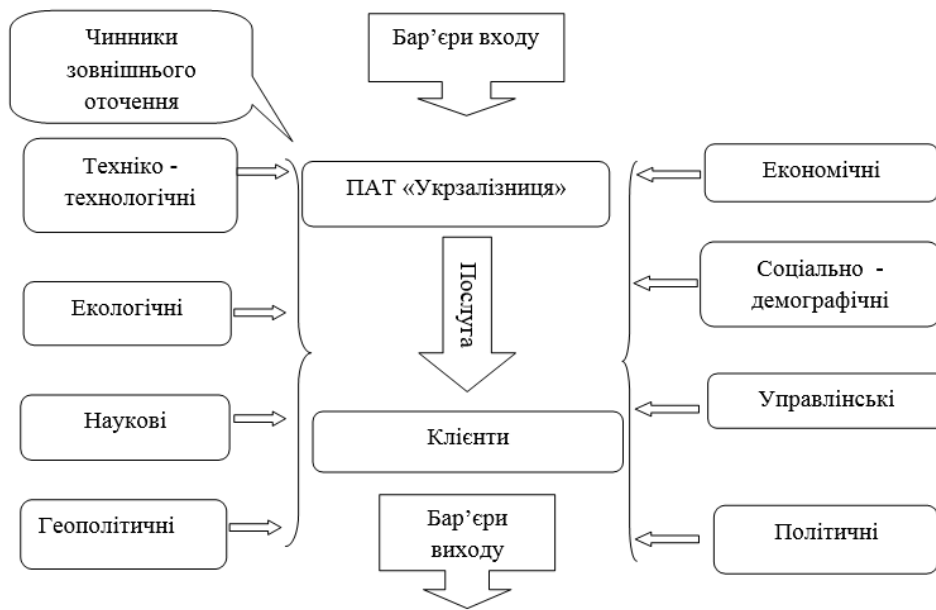 Чинники
зовнішнього
оточення
Бар’єри входу
Техніко -
технологічні
ПАТ «Укрзалізниця»
Економічні
Послуга
Соціально -
демографічні
Екологічні
Управлінські
Наукові
Клієнти
Геополітичні
Бар’єри
виходу
Політичні